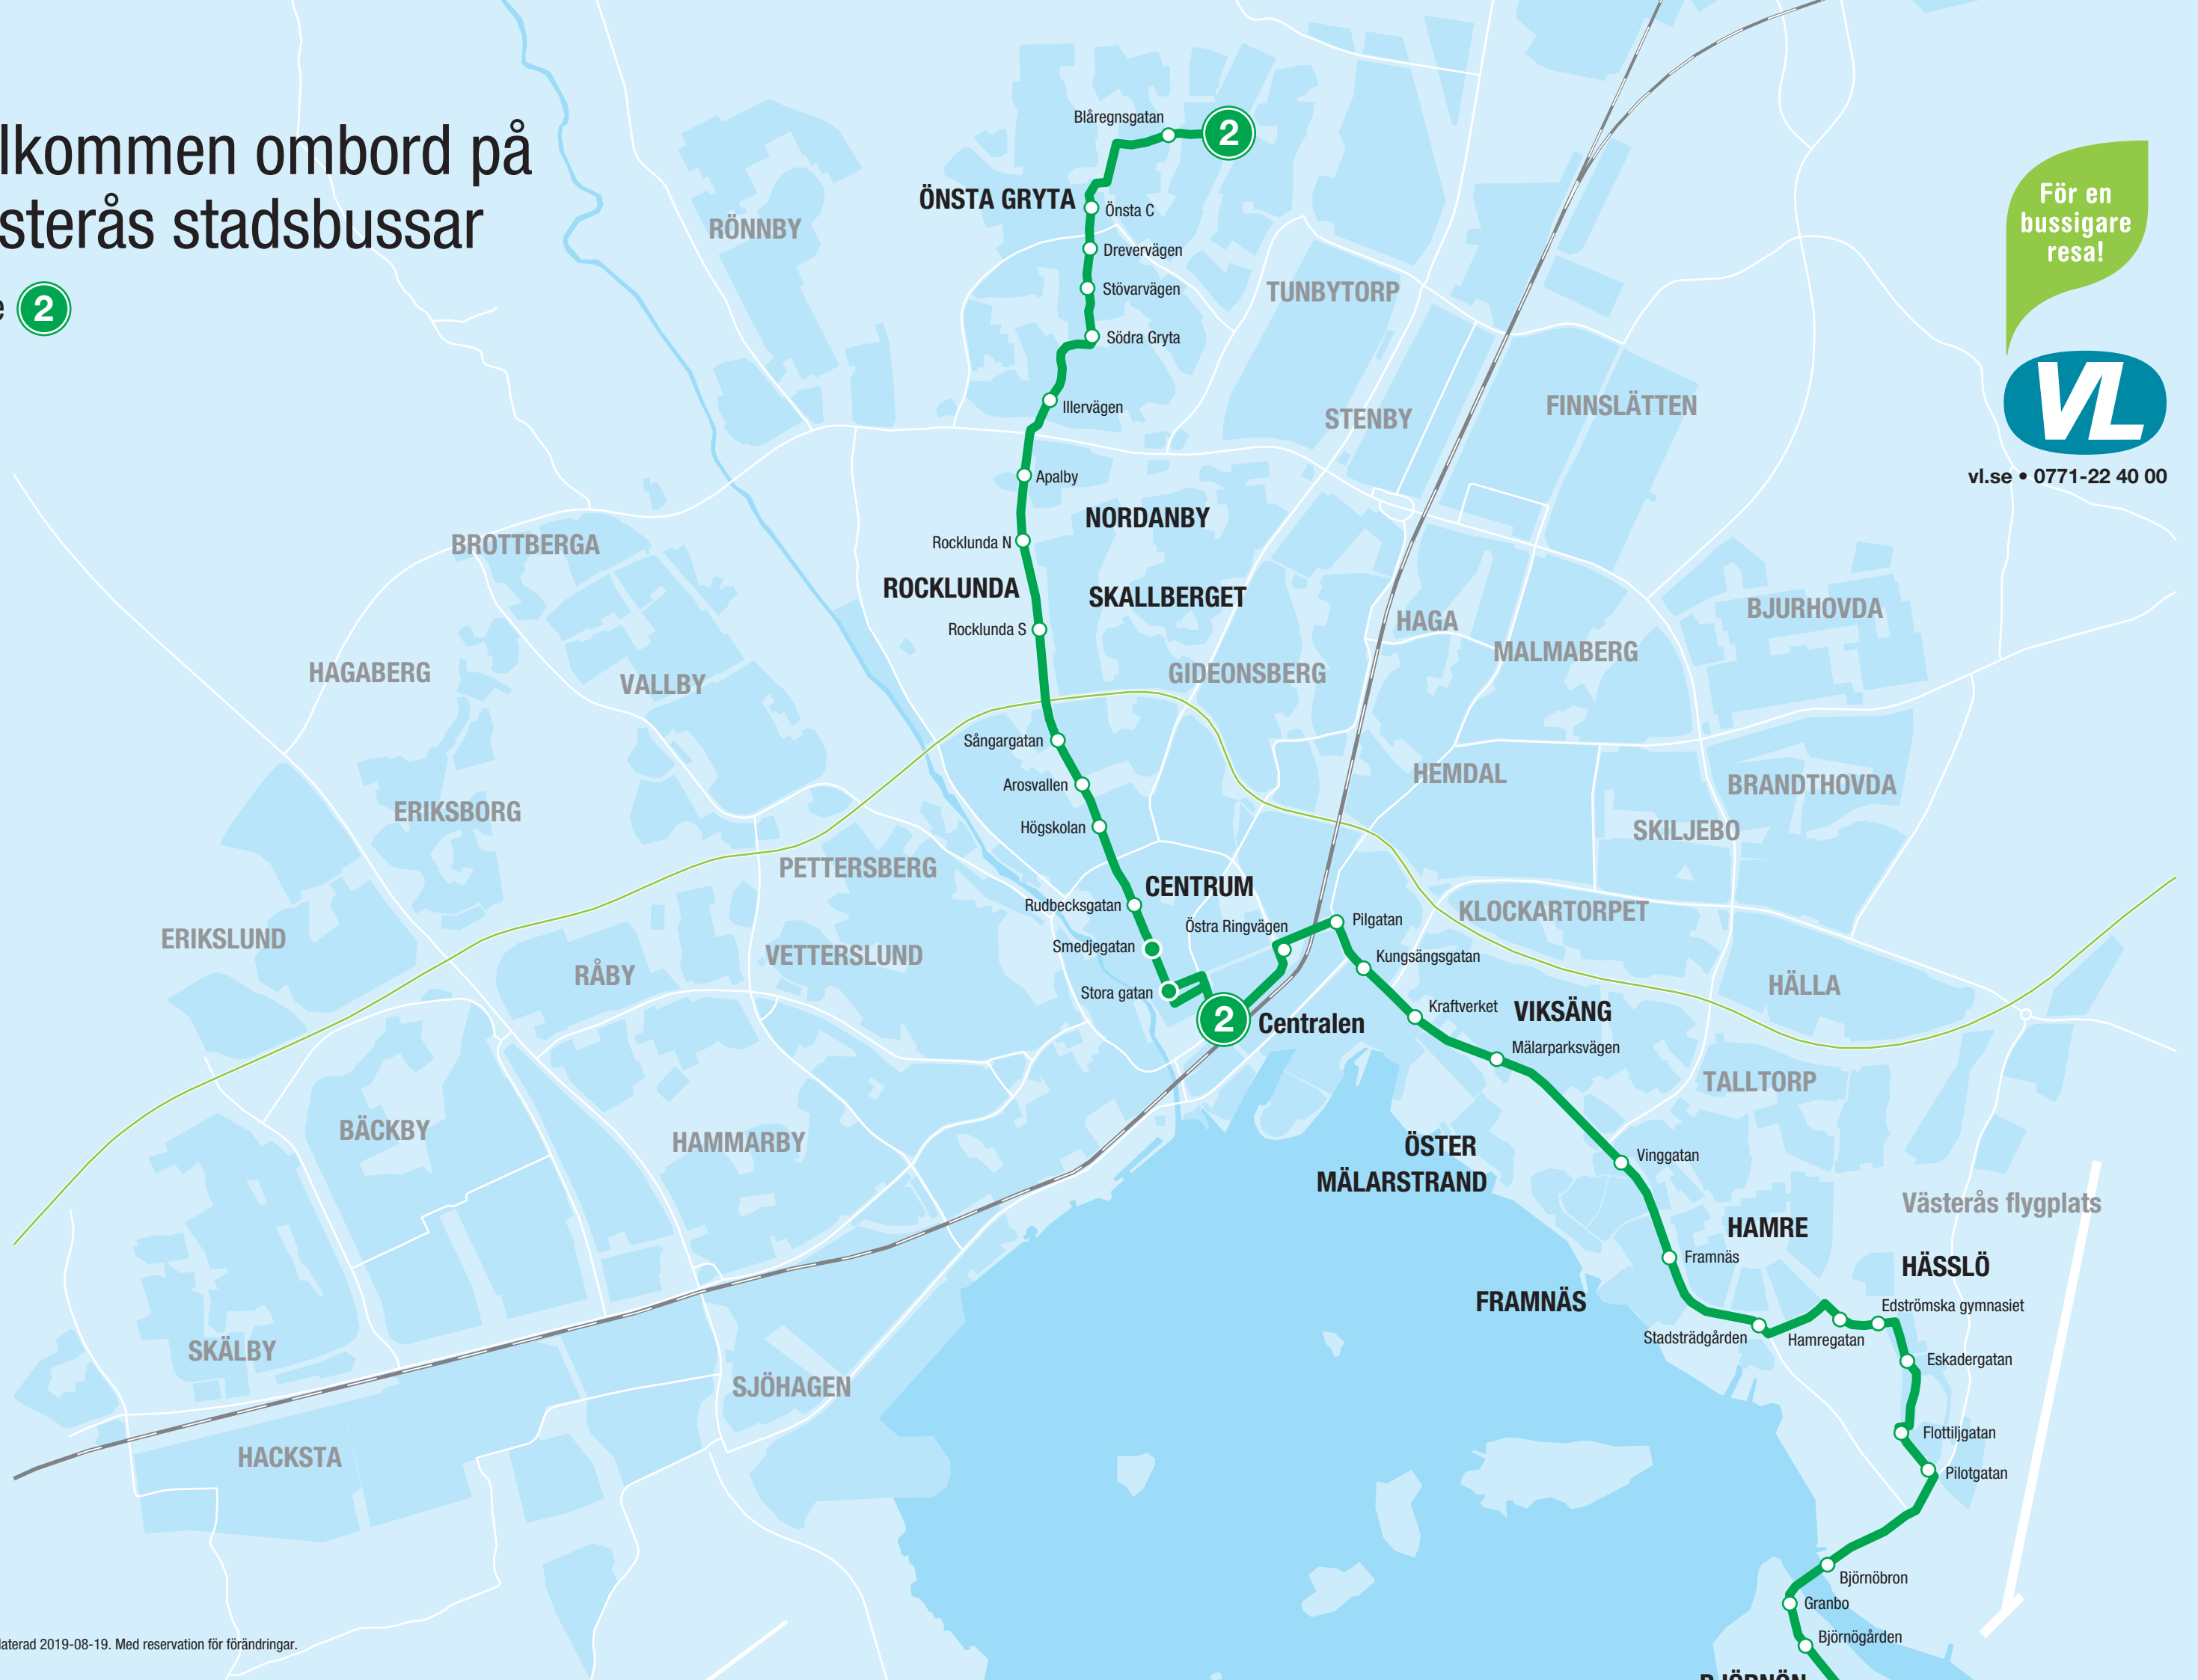 lkommen ombord på
sterås stadsbussar
e 2
För en
bussigare
resa!
VL
vl.se • 0771-22 40 00
Blåregnsgatan
2
ÖNSTA GRYTA
Önsta C
RÖNNBY
Drevervägen
Stövarvägen
TUNBYTORP
Södra Gryta
Illervägen
STENBY
FINNSLÄTTEN
Apalby
NORDANBY
Rocklunda N
BROTTBERGA
ROCKLUNDA
SKALLBERGET
BJURHOVDA
HAGA
Rocklunda S
MALMABERG
HAGABERG
VALLBY
GIDEONSBERG
Sångargatan
HEMDAL
Arosvallen
BRANDTHOVDA
ERIKSBORG
Högskolan
SKILJEBO
PETTERSBERG
CENTRUM
Rudbecksgatan
KLOCKARTORPET
Pilgatan
Östra Ringvägen
ERIKSLUND
Smedjegatan
VETTERSLUND
Kungsängsgatan
RÅBY
HÄLLA
Stora gatan
Kraftverket
VIKSÄNG
2
Centralen
Mälarparksvägen
TALLTORP
BÄCKBY
HAMMARBY
ÖSTER
MÄLARSTRAND
Vinggatan
Västerås flygplats
HAMRE
Framnäs
HÄSSLÖ
FRAMNÄS
Edströmska gymnasiet
Stadsträdgården
Hamregatan
SKÄLBY
Eskadergatan
SJÖHAGEN
Flottiljgatan
HACKSTA
Pilotgatan
Björnöbron
Granbo
Björnögården
laterad 2019-08-19. Med reservation för förändringar.
BJÖRNÖN